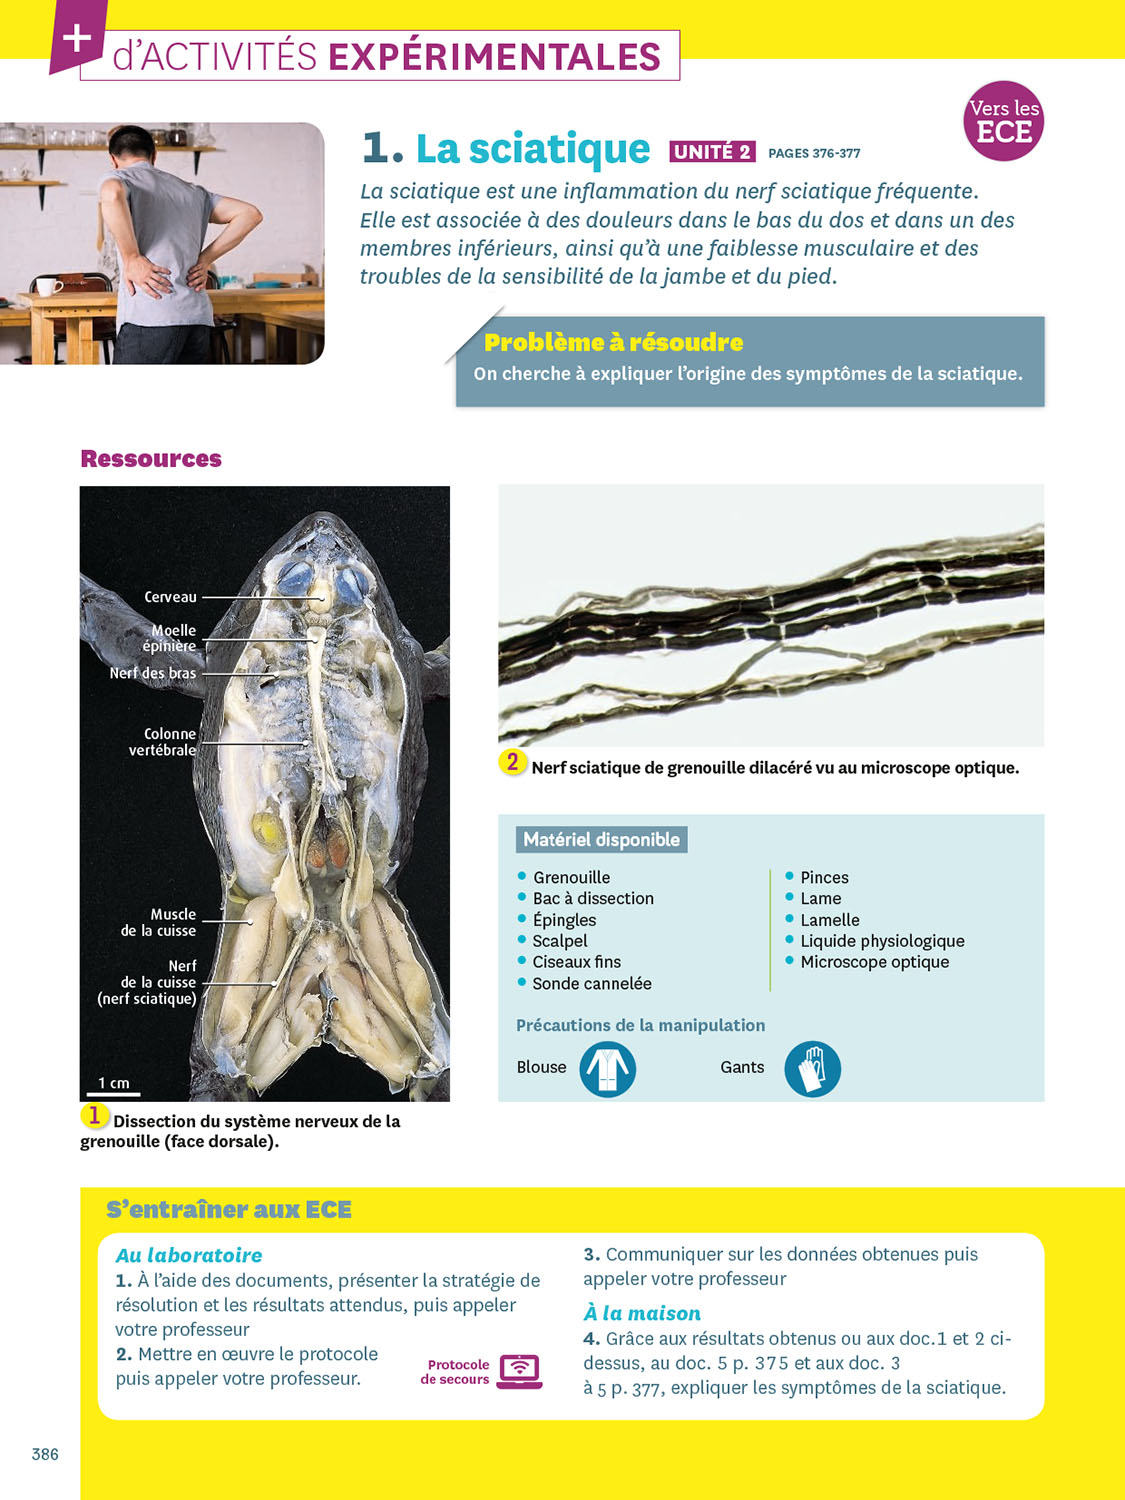 +
d'ACTIVITÉS EXPÉRIMENTALES
Vers les
ECE
1. La sciatique UNITÉ 2 PAGES 376-377
La sciatique est une inflammation du nerf sciatique fréquente.
Elle est associée à des douleurs dans le bas du dos et dans un des
membres inférieurs, ainsi qu'à une faiblesse musculaire et des
troubles de la sensibilité de la jambe et du pied.
Problème à résoudre
On cherche à expliquer l'origine des symptômes de la sciatique.
Ressources
Cerveau
Moelle
épinière
Nerf des bras
Colonne
vertébrale
Muscle
de la cuisse
Nerf
de la cuisse
(nerf sciatique)
1 cm
1 Dissection du système nerveux de la
grenouille (face dorsale).
2 Nerf sciatique de grenouille dilacéré vu au microscope optique.
Matériel disponible
• Grenouille
• Bac à dissection
• Épingles
• Scalpel
• Ciseaux fins
• Sonde cannelée
• Pinces
• Lame
• Lamelle
• Liquide physiologique
• Microscope optique
Précautions de la manipulation
Blouse
Gants
S'entraîner aux ECE
Au laboratoire
1. À l'aide des documents, présenter la stratégie de
résolution et les résultats attendus, puis appeler
votre professeur
2. Mettre en œuvre le protocole
puis appeler votre professeur.
Protocole
de secours
3. Communiquer sur les données obtenues puis
appeler votre professeur
À la maison
4. Grâce aux résultats obtenus ou aux doc.1 et 2 ci-
dessus, au doc. 5 p. 375 et aux doc. 3
à 5 p. 377, expliquer les symptômes de la sciatique.
386